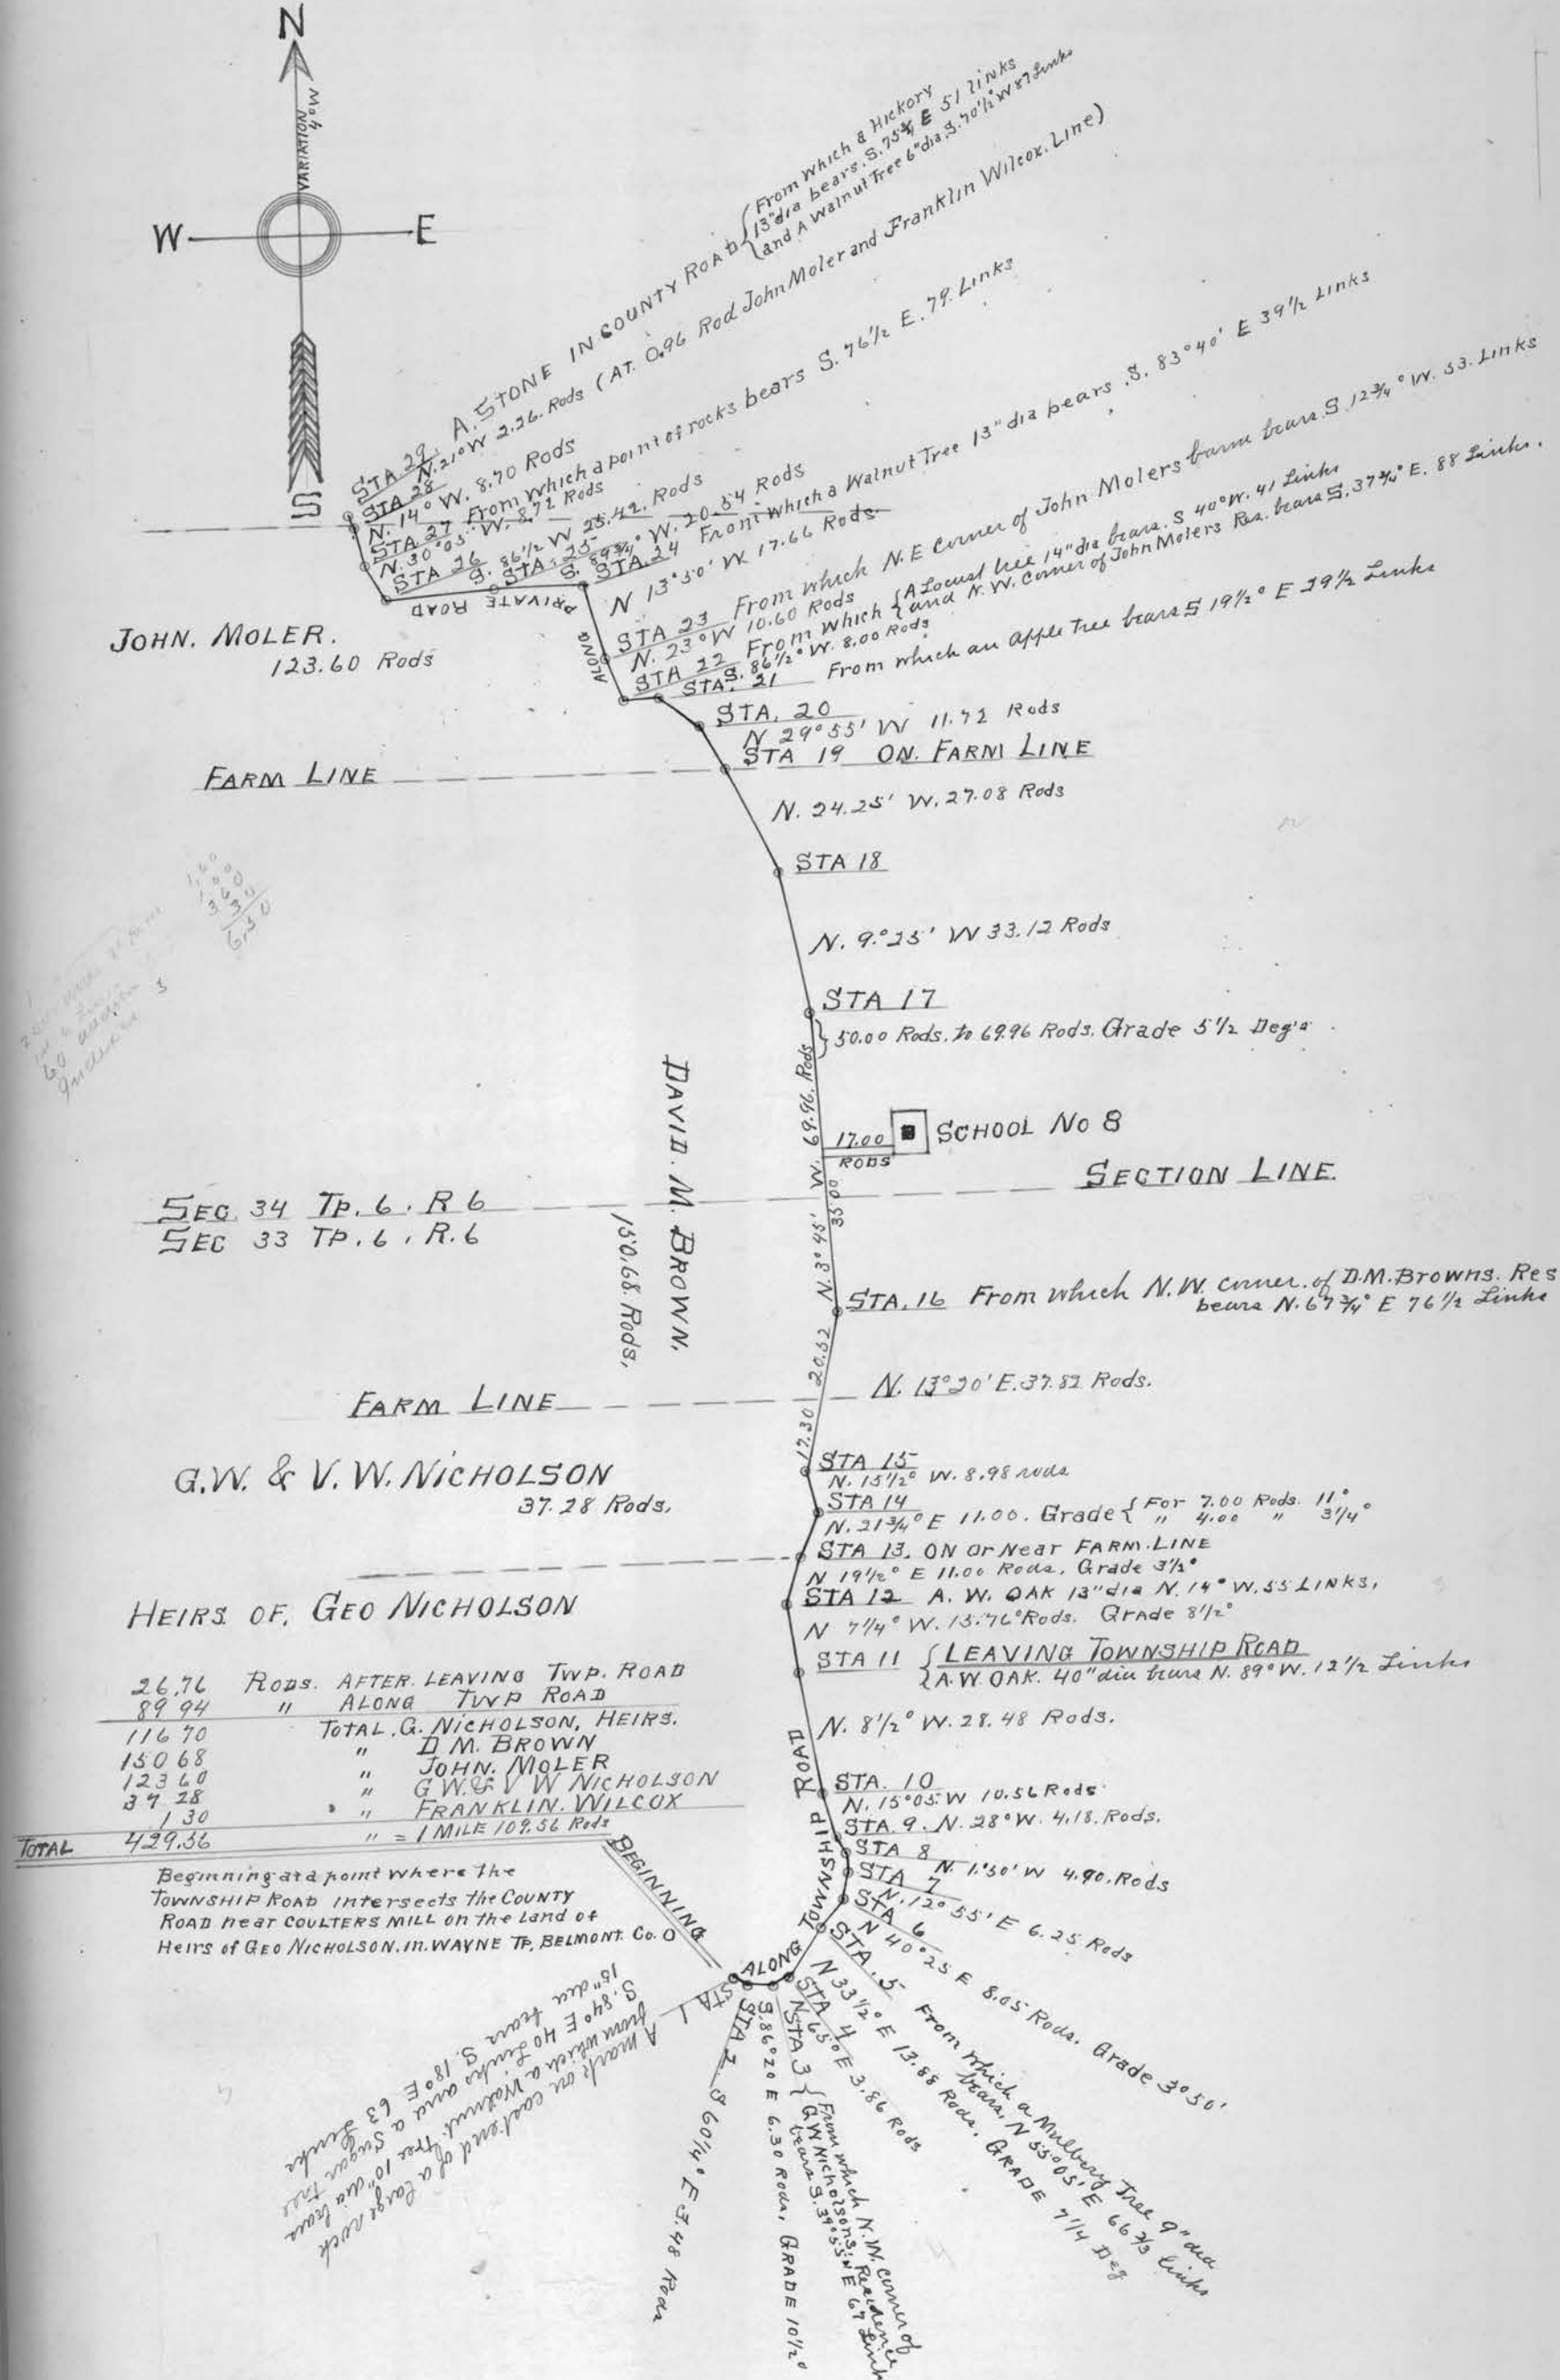 N
VARIATION
4° W
W
E
S
(From which a Hickory
13" dia bears. S. 75¾ E 51 links
and A Walnut Tree 6" dia. S. 70½ W 87 Links
STA 29. A. STONE IN COUNTY ROAD
N. 21° W 2.26. Rods (AT. 0.96 Rod John Moler and Franklin Wilcox. Line)
STA 28
N. 14° W. 8.70 Rods
STA 27 From which a point of rocks bears S. 76½ E. 79. Links
N. 30°05' W. 8.72 Rods
STA 26
S. 86½ W 25.42. Rods
STA. 25
S. 89¾° W. 20.54 Rods
STA. 24 From which a Walnut Tree 13" dia bears .S. 83°40' E 39½ Links
PRIVATE ROAD
N 13°50' W. 17.66 Rods
ALONG
STA 23 From which N.E corner of John Molers barn bears S. 12¾° W. 53. Links
N. 23° W 10.60 Rods
STA 22 From which { A Locust tree 14" dia bears. S 40° W. 41 Links
and N. W. Corner of John Molers Res. bears S. 37¾° E. 88 Links.
S. 86½° W. 8.00 Rods
STA. 21 From which an apple Tree bears S 19½° E 29½ Links
JOHN. MOLER.
123.60 Rods
STA. 20
N 29°55' W 11.72 Rods
STA 19 ON. FARM LINE
FARM LINE
N. 24.25' W. 27.08 Rods
STA 18
N. 9.°25' W 33.12 Rods
STA 17
} 50.00 Rods. to 69.96 Rods. Grade 5½ Deg's
DAVID. M. BROWN.
150.68. Rods,
N. 3°45' W. 69.96. Rods
35.00
17.00
RODS
SCHOOL No 8
SECTION LINE.
SEC. 34 TP. 6. R 6
SEC 33 TP. 6, R. 6
STA. 16 From which N.W. corner. of D.M. Browns. Res
bears N. 67¾° E 76½ Links
20.52
N. 13°20' E. 37.82 Rods.
FARM LINE
17.30
STA 15
N. 15½° W. 8.98 rods
G.W. & V. W. NICHOLSON
37.28 Rods.
STA 14
N. 21¾° E 11.00. Grade { For 7.00 Rods. 11°
" 4.00 " 3¼°
STA 13. ON or Near FARM. LINE
N 19½° E 11.00 Rods, Grade 3½°
STA 12 A. W. OAK 13" dia N. 14° W. 55 LINKS,
N 7¼° W. 15.76 Rods. Grade 8½°
HEIRS OF. GEO NICHOLSON
STA 11 { LEAVING TOWNSHIP ROAD
A. W. OAK. 40" dia bears N. 89° W. 12½ Links
26.76 Rods. AFTER. LEAVING TWP. ROAD
89 94 " ALONG TWP ROAD
116 70 TOTAL. G. NICHOLSON, HEIRS.
150 68 " D M. BROWN
123 60 " JOHN. MOLER
37 28 " G W. & V W NICHOLSON
1 30 " FRANKLIN. WILCOX
TOTAL 429.56 " = 1 MILE 109.56 Rods
N. 8½° W. 28.48 Rods.
STA. 10
N. 15°05' W 10.56 Rods
STA. 9. N. 28° W. 4.18. Rods.
STA 8
N. 1°50' W 4.90. Rods
STA 7
N. 12° 55' E 6.25 Rods
STA 6
N 40°25 E 8.05 Rods. Grade 3°50'
STA. 5 From which a Mulbery Tree 9" dia
bears, N 55°05' E 66⅔ links
N 33½° E 13.88 Rods. GRADE 7¼ Deg
STA 4
N 65° E 3.86 Rods
STA 3 { From which N.W. corner of
G W Nicholsons, Residence
bears S. 39°55' E 67 Link
S. 86°20 E 6.30 Rods, GRADE 10½°
STA 2 S 60¼° E 3.48 Rods
STA 1
A mark on east end of a large rock
from which a Walnut Tree 10" dia bears
S. 84° E 40 Links and a Sugar Tree
15" dia bears S. 18° E 63 Links
ALONG TOWNSHIP ROAD
BEGINNING
Beginning at a point where the
TOWNSHIP ROAD intersects the COUNTY
ROAD near COULTERS MILL on the land of
Heirs of GEO NICHOLSON. in. WAYNE TP, BELMONT. Co. O
1,60
1 00
3 60
30
6,30